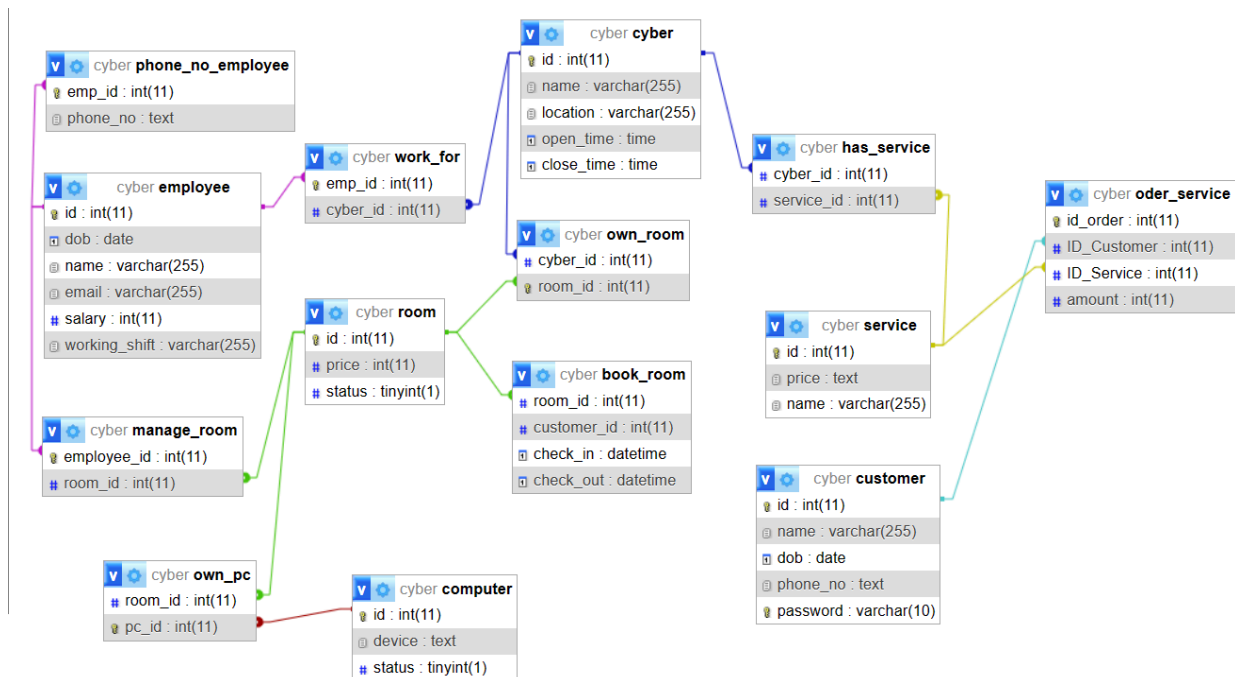 V cyber phone_no_employee
emp_id : int(11)
phone_no : text
V cyber employee
id : int(11)
dob : date
name : varchar(255)
email : varchar(255)
# salary : int(11)
working_shift : varchar(255)
V cyber manage_room
employee_id : int(11)
# room_id : int(11)
V cyber own_pc
# room_id : int(11)
pc_id : int(11)
V cyber work_for
emp_id : int(11)
# cyber_id : int(11)
V cyber room
id : int(11)
# price : int(11)
# status : tinyint(1)
V cyber computer
id : int(11)
device : text
# status : tinyint(1)
V cyber cyber
id : int(11)
name : varchar(255)
location : varchar(255)
open_time : time
close_time : time
V cyber own_room
# cyber_id : int(11)
room_id : int(11)
V cyber book_room
# room_id : int(11)
# customer_id : int(11)
check_in : datetime
check_out : datetime
V cyber has_service
# cyber_id : int(11)
# service_id : int(11)
V cyber service
id : int(11)
price : text
name : varchar(255)
V cyber customer
id : int(11)
name : varchar(255)
dob : date
phone_no : text
password : varchar(10)
V cyber oder_service
id_order : int(11)
# ID_Customer : int(11)
# ID_Service : int(11)
# amount : int(11)